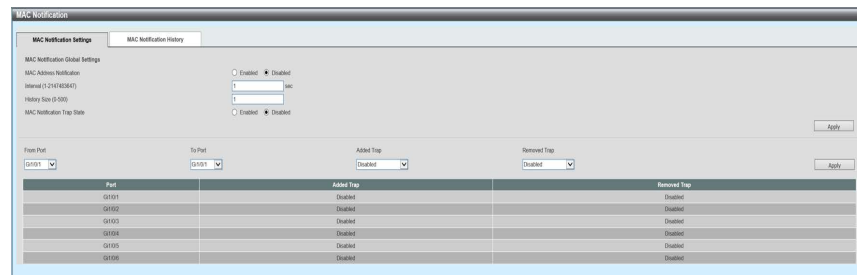 MAC Notification
MAC Notification Settings MAC Notification History
MAC Notification Global Settings
MAC Address Notification Enabled Disabled
Interval (1-2147483647) 1 sec
History Size (0-500) 1
MAC Notification Trap State Enabled Disabled
Apply
From Port To Port Added Trap Removed Trap
Gi1/0/1 Gi1/0/1 Disabled Disabled Apply
Port Added Trap Removed Trap
Gi1/0/1 Disabled Disabled
Gi1/0/2 Disabled Disabled
Gi1/0/3 Disabled Disabled
Gi1/0/4 Disabled Disabled
Gi1/0/5 Disabled Disabled
Gi1/0/6 Disabled Disabled